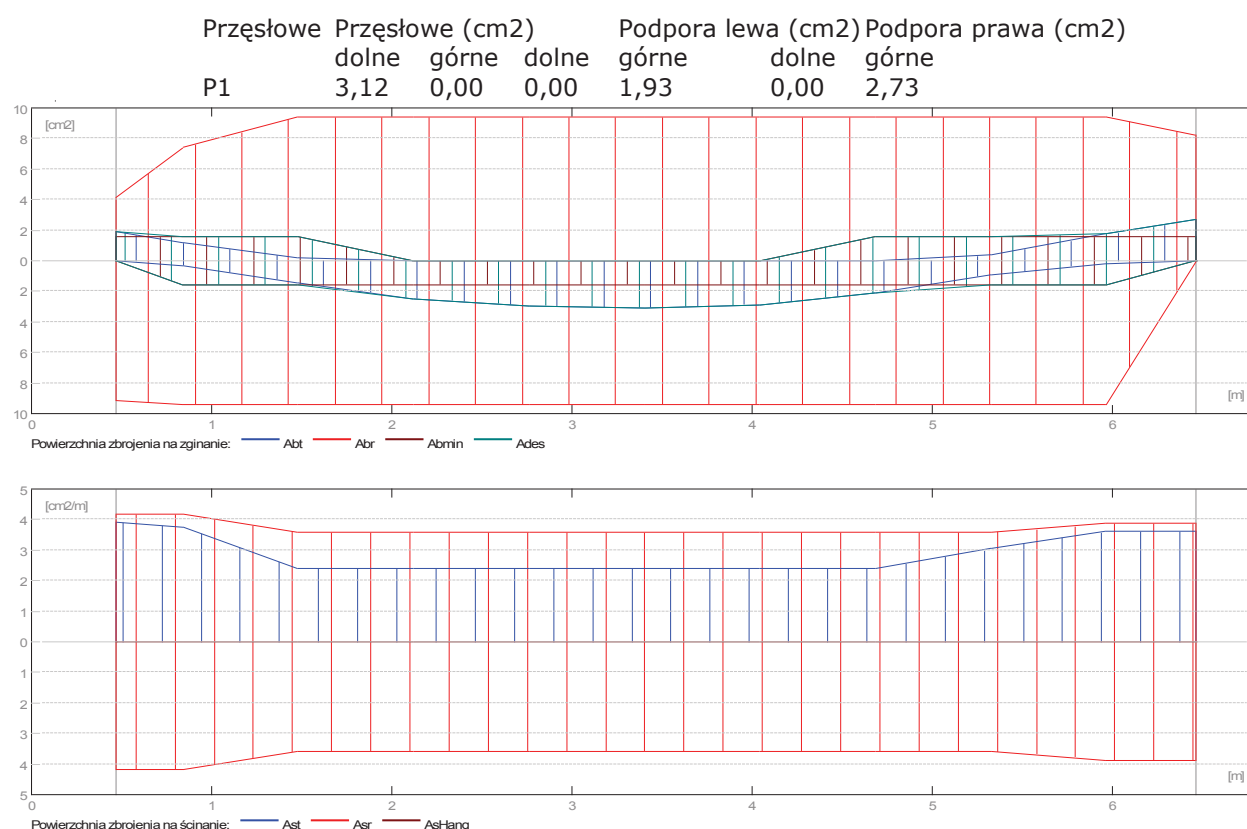 Przęsłowe Przęsłowe (cm2) Podpora lewa (cm2) Podpora prawa (cm2)
dolne górne dolne górne dolne górne
P1 3,12 0,00 0,00 1,93 0,00 2,73
10
[cm2]
8
6
4
2
0
2
4
6
8
[m]
10
0 1 2 3 4 5 6
Powierzchnia zbrojenia na zginanie: Abt Abr Abmin Ades
5
[cm2/m]
4
3
2
1
0
1
2
3
4
[m]
5
0 1 2 3 4 5 6
Powierzchnia zbrojenia na ścinanie: Ast Asr AsHang